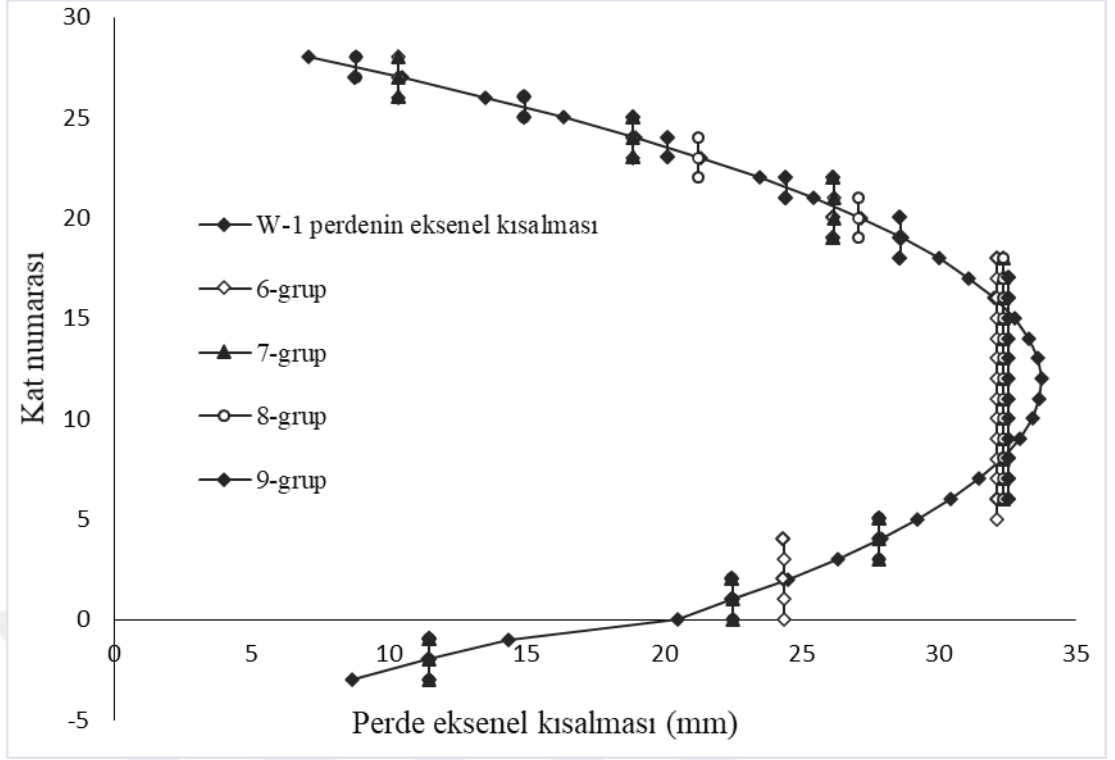 30
25
20
15
10
5
0
-5
Kat numarası
W-1 perdenin eksenel kısalması
6-grup
7-grup
8-grup
9-grup
0 5 10 15 20 25 30 35
Perde eksenel kısalması (mm)